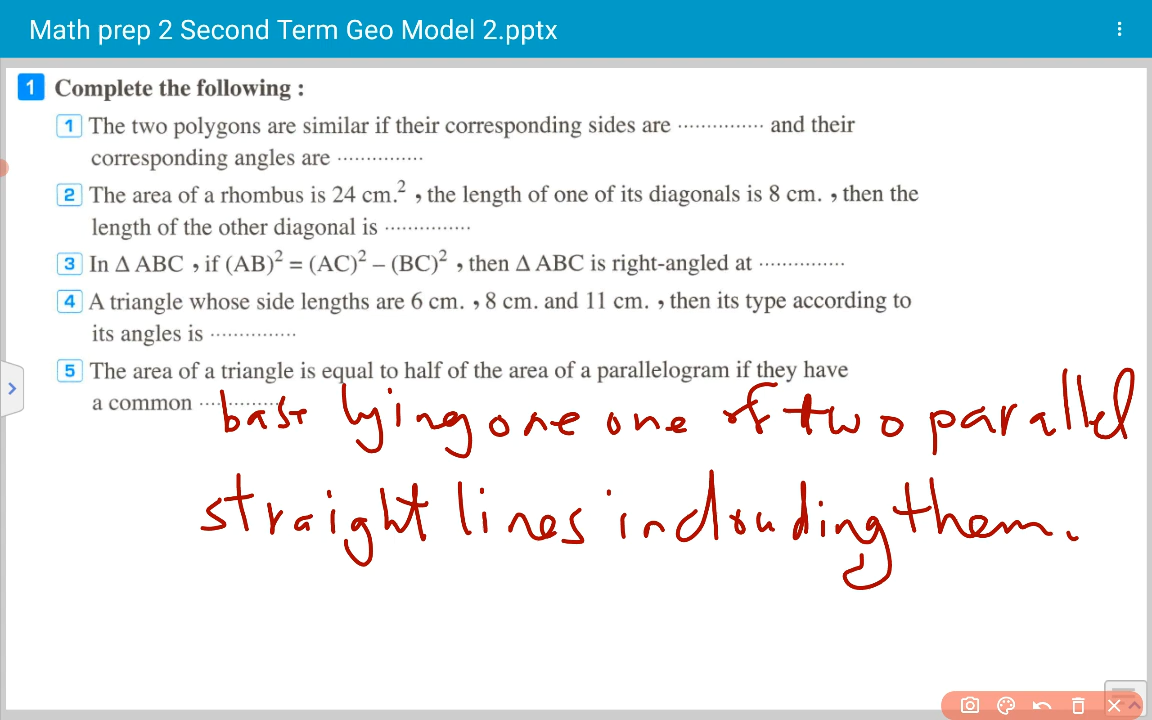 Math prep 2 Second Term Geo Model 2.pptx
1 Complete the following :
1 The two polygons are similar if their corresponding sides are ............... and their
corresponding angles are ...............
2 The area of a rhombus is 24 cm.² , the length of one of its diagonals is 8 cm. , then the
length of the other diagonal is ...............
3 In Δ ABC , if (AB)² = (AC)² – (BC)² , then Δ ABC is right-angled at ...............
4 A triangle whose side lengths are 6 cm. , 8 cm. and 11 cm. , then its type according to
its angles is ...............
5 The area of a triangle is equal to half of the area of a parallelogram if they have
a common ............... base lying one one of two parallel
straight lines inclouding them.